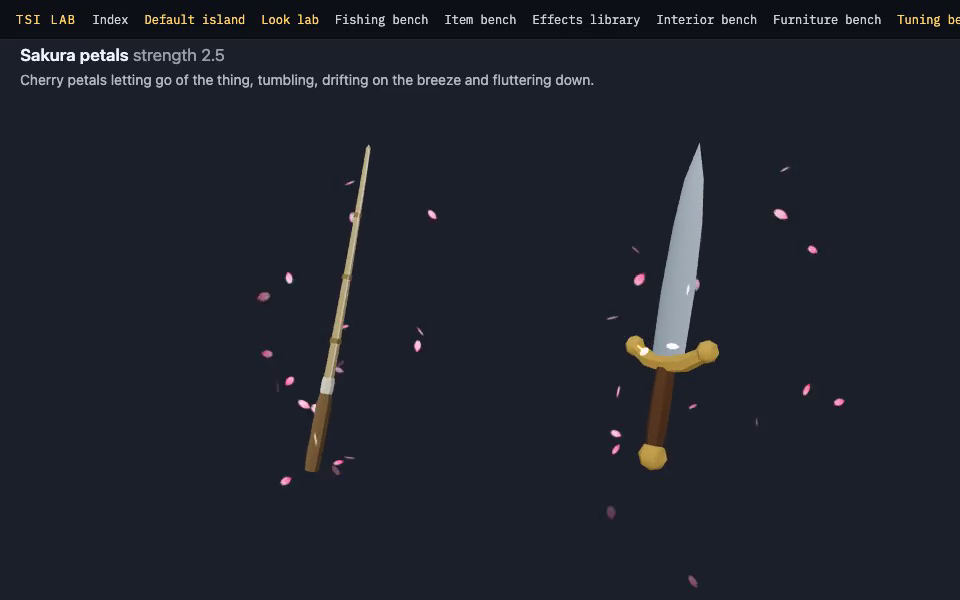 TSI LAB Index Default island Look lab Fishing bench Item bench Effects library Interior bench Furniture bench Tuning
Sakura petals strength 2.5
Cherry petals letting go of the thing, tumbling, drifting on the breeze and fluttering down.